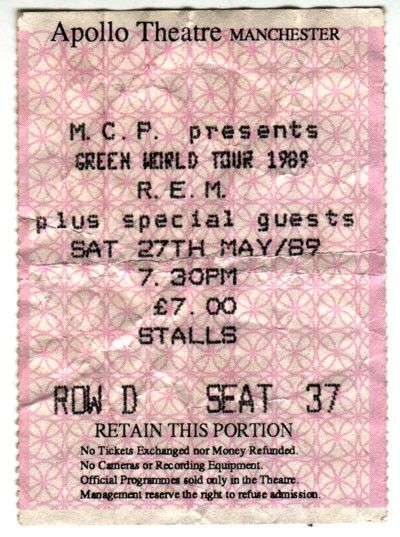 Apollo Theatre MANCHESTER
M.C.P. presents
GREEN WORLD TOUR 1989
R.E.M.
plus special guests
SAT 27TH MAY/89
7.30PM
£7.00
STALLS
ROW D SEAT 37
RETAIN THIS PORTION
No Tickets Exchanged nor Money Refunded.
No Cameras or Recording Equipment.
Official Programmes sold only in the Theatre.
Management reserve the right to refuse admission.